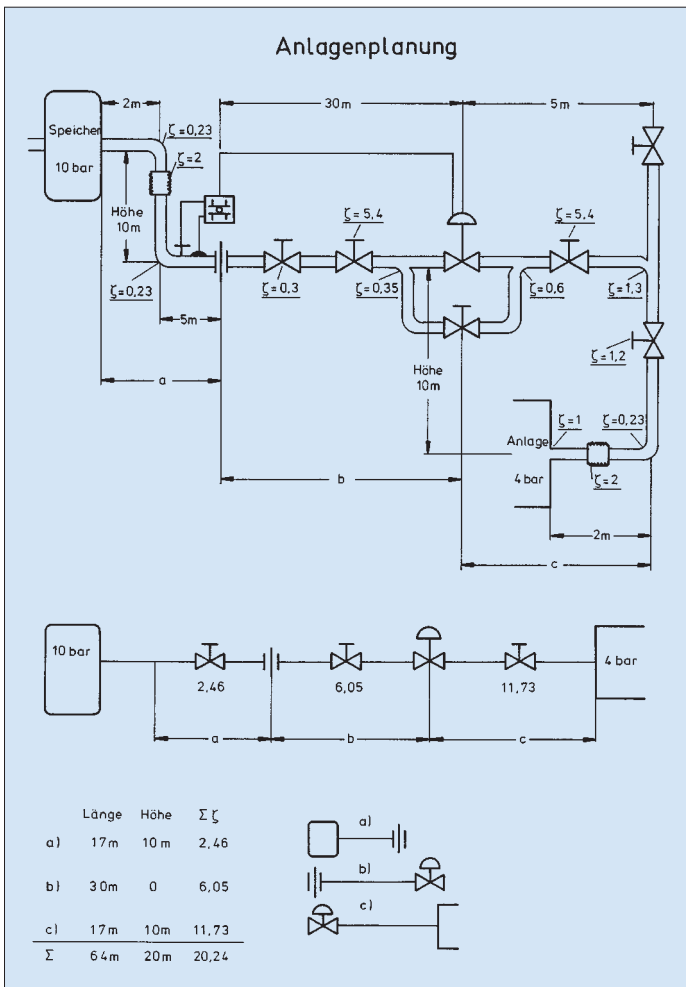 Anlagenplanung
2m
30m
5m
Speicher
10 bar
ζ=0,23
ζ=2
Höhe
10m
ζ=0,23
5m
ζ=5,4
ζ=5,4
ζ=0,3
ζ=0,35
ζ=0,6
ζ=1,3
Höhe
10m
ζ=1,2
a
ζ=1
ζ=0,23
Anlage
4 bar
ζ=2
b
2m
c
10 bar
2,46
6,05
11,73
4 bar
a
b
c
Länge Höhe Σ ζ
a) 17m 10m 2,46
b) 30m 0 6,05
c) 17m 10m 11,73
Σ 64m 20m 20,24
a)
b)
c)